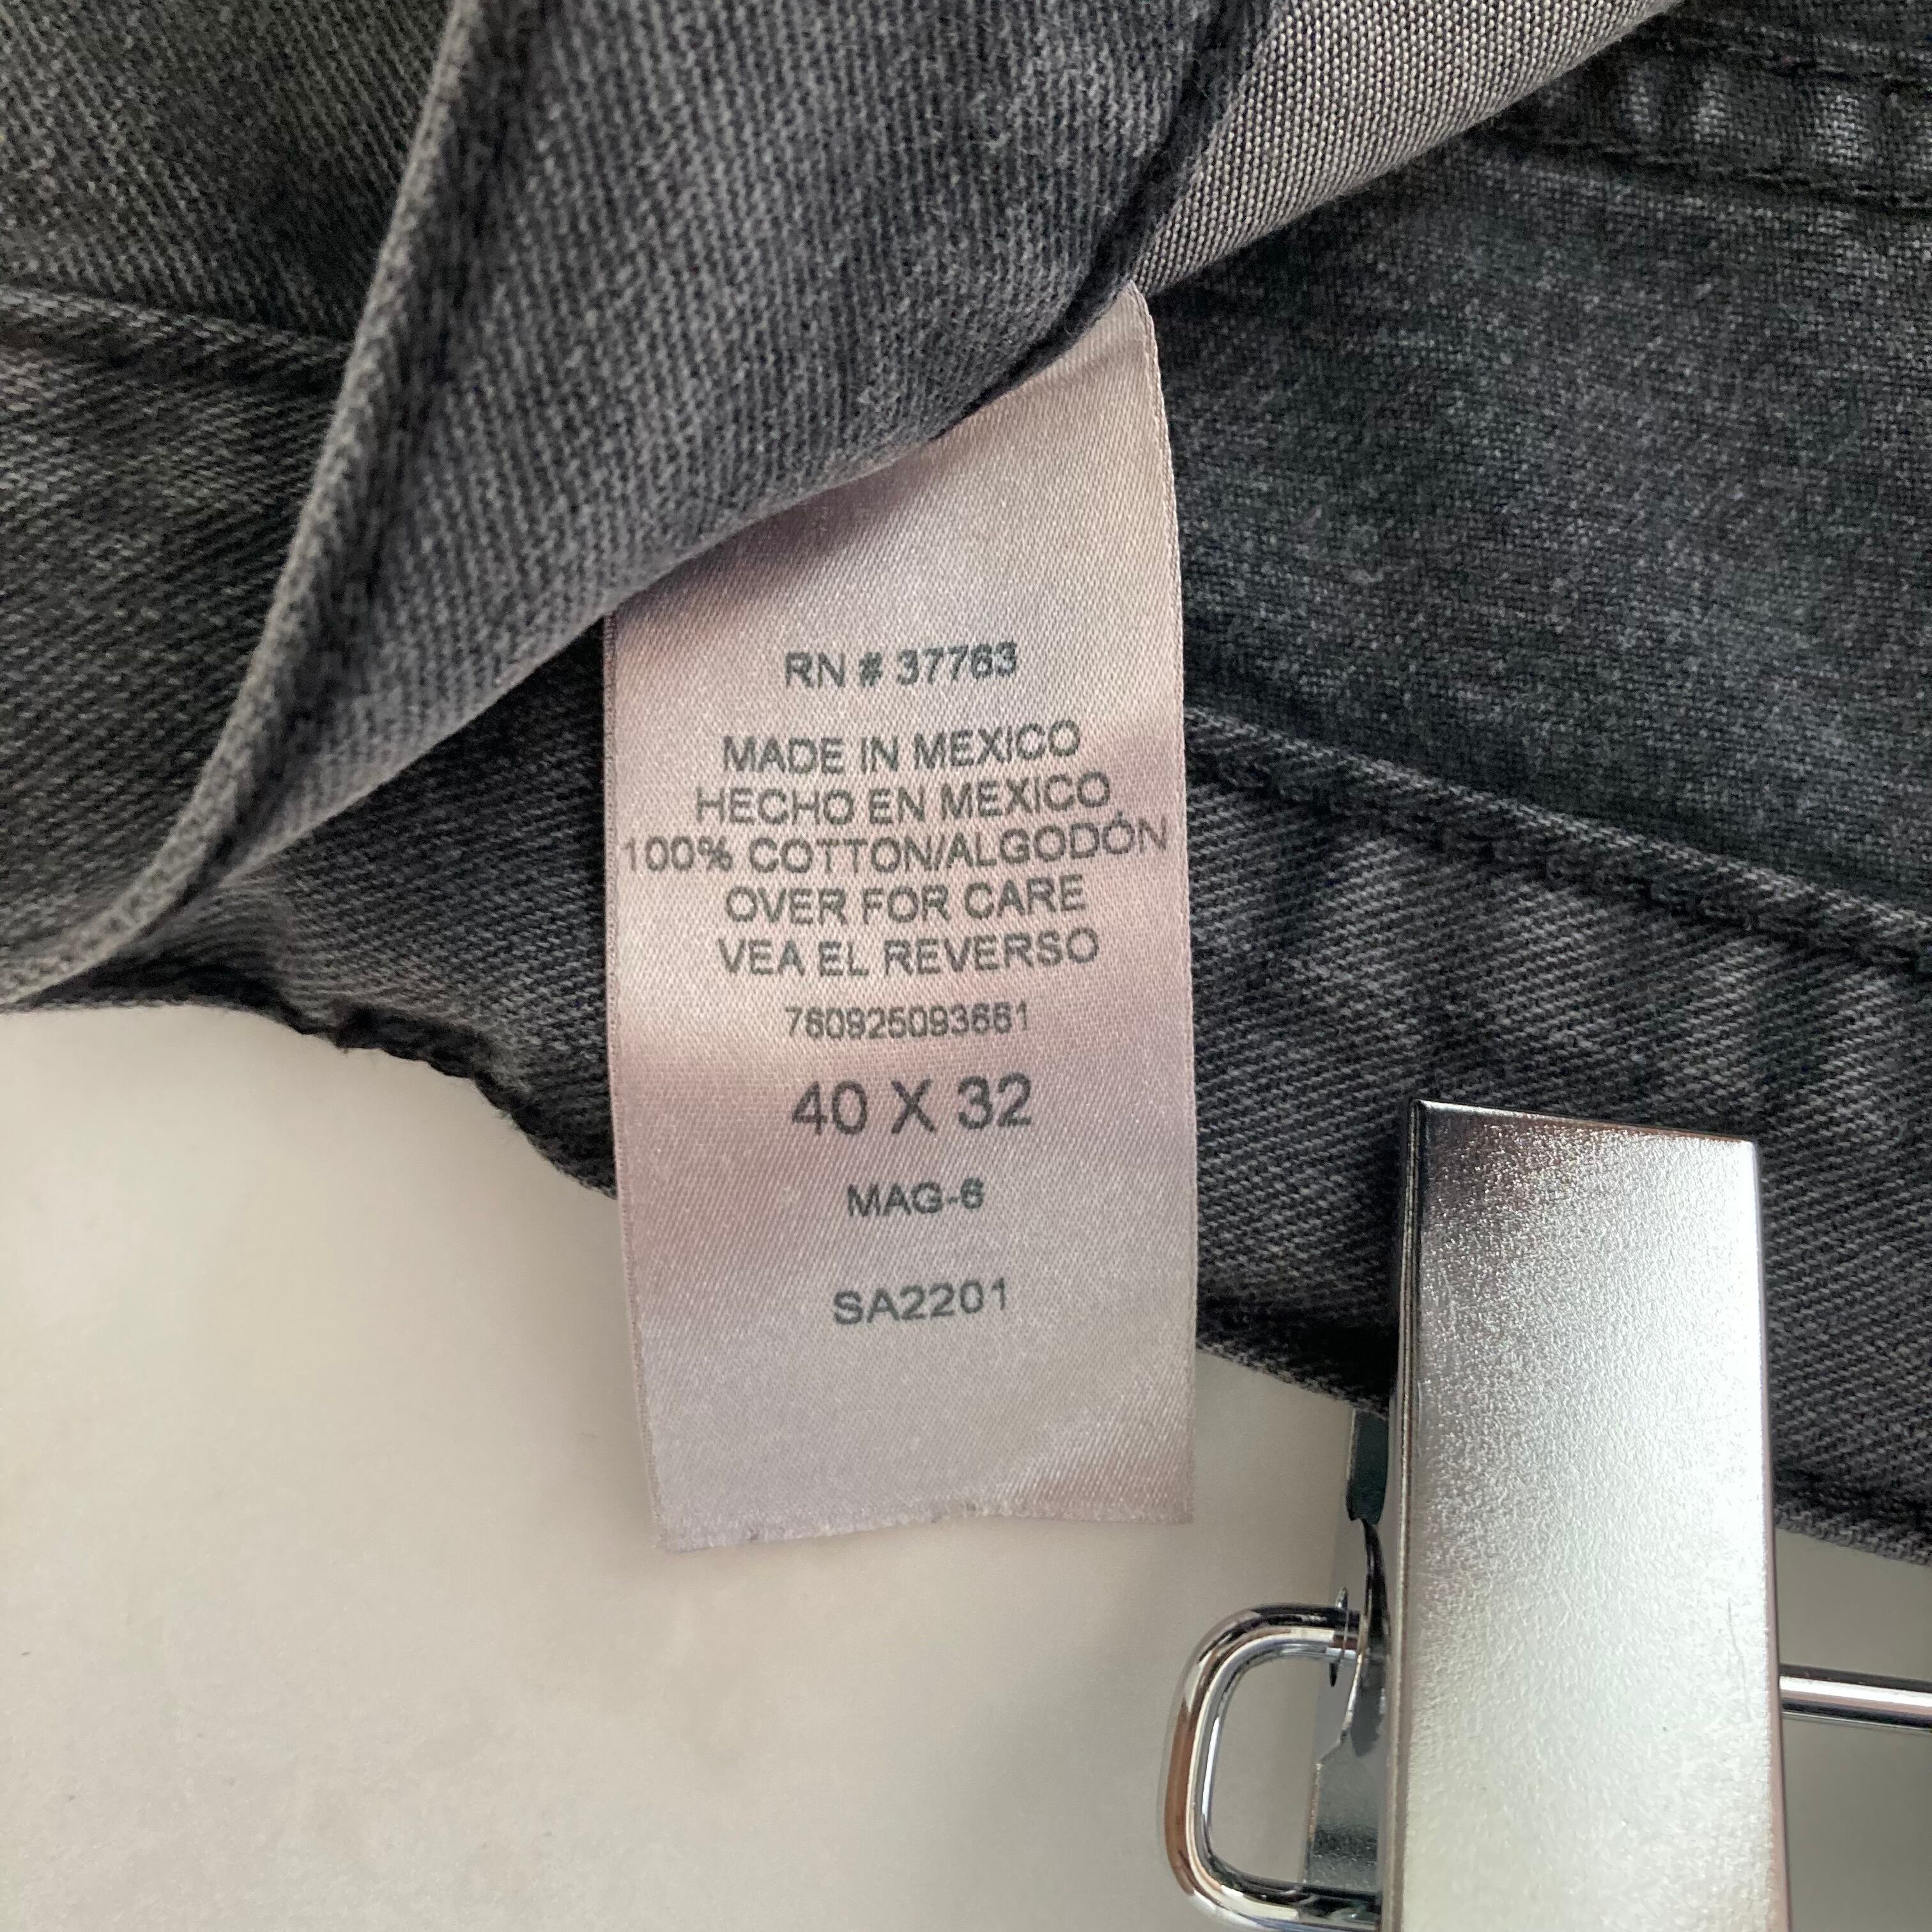 RN # 37763
MADE IN MEXICO
HECHO EN MEXICO
100% COTTON/ALGODÓN
OVER FOR CARE
VEA EL REVERSO
760925093661
40 X 32
MAG-6
SA2201